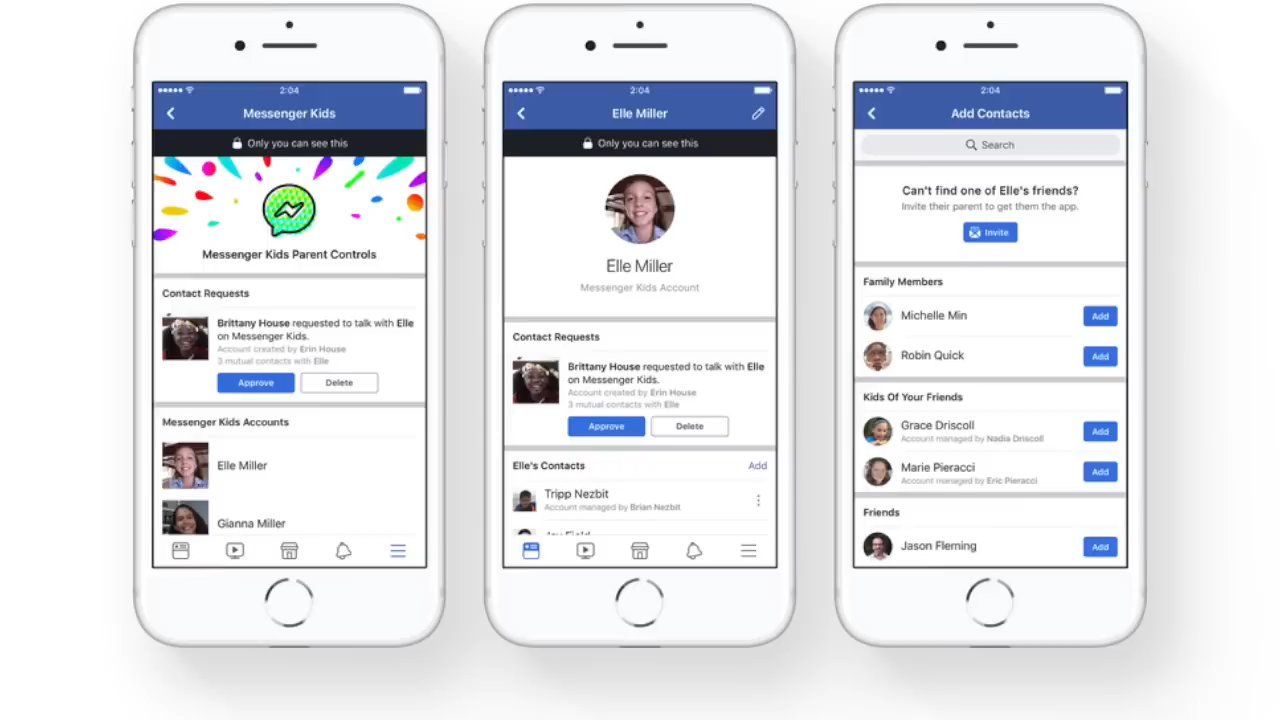 2:04
Messenger Kids
Only you can see this
Messenger Kids Parent Controls
Contact Requests
Brittany House requested to talk with Elle
on Messenger Kids.
Account created by Erin House
3 mutual contacts with Elle
Approve
Delete
Messenger Kids Accounts
Elle Miller
Gianna Miller
2:04
Elle Miller
Only you can see this
Elle Miller
Messenger Kids Account
Contact Requests
Brittany House requested to talk with Elle
on Messenger Kids.
Account created by Erin House
3 mutual contacts with Elle
Approve
Delete
Elle's Contacts
Add
Tripp Nezbit
Account managed by Brian Nezbit
2:04
Add Contacts
Search
Can't find one of Elle's friends?
Invite their parent to get them the app.
Invite
Family Members
Michelle Min
Add
Robin Quick
Add
Kids Of Your Friends
Grace Driscoll
Account managed by Nadia Driscoll
Add
Marie Pieracci
Account managed by Eric Pieracci
Add
Friends
Jason Fleming
Add